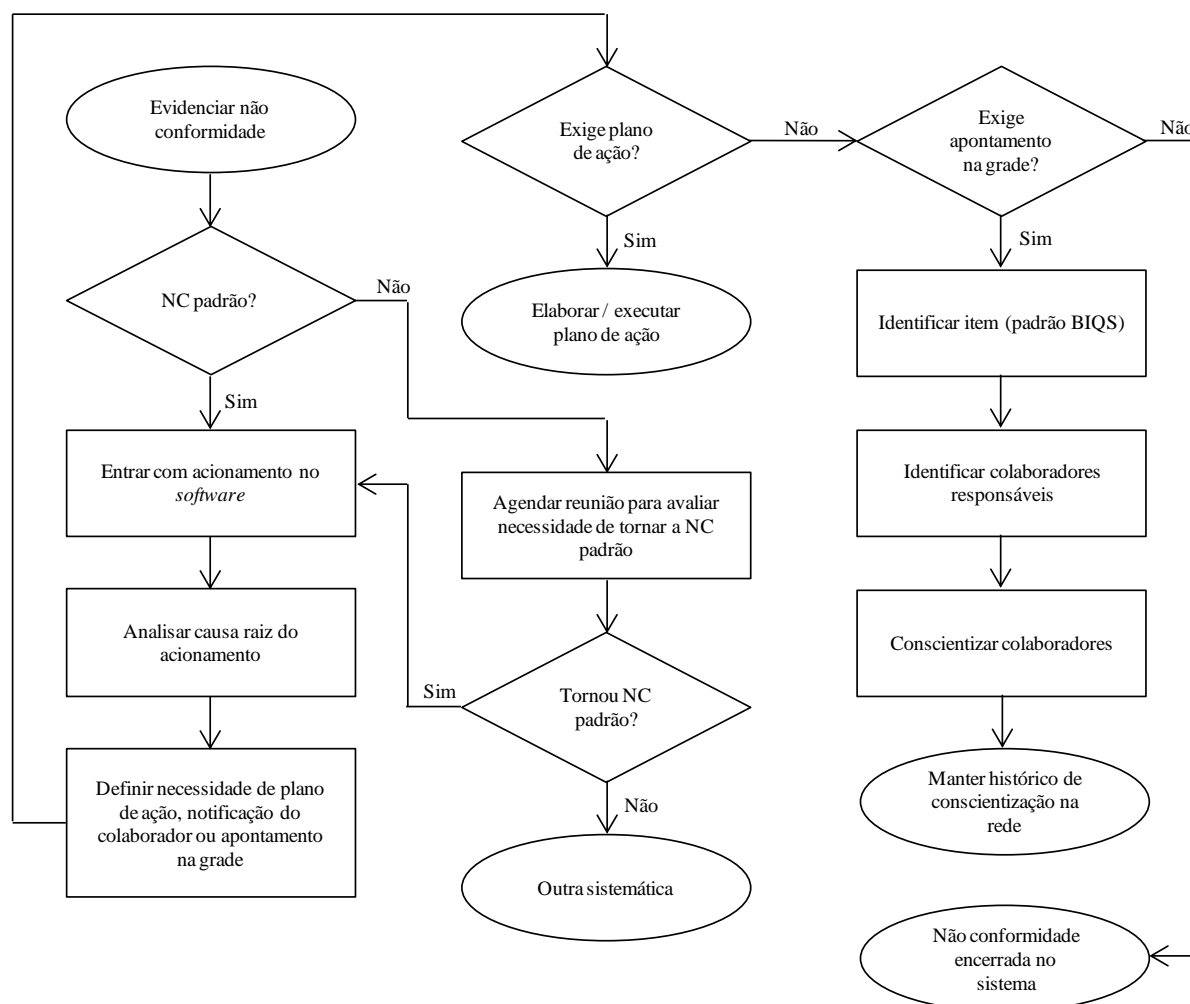 Evidenciar não
conformidade
NC padrão?
Não
Sim
Entrar com acionamento no
software
Analisar causa raiz do
acionamento
Definir necessidade de plano
de ação, notificação do
colaborador ou apontamento
na grade
Exige plano
de ação?
Não
Sim
Elaborar / executar
plano de ação
Agendar reunião para avaliar
necessidade de tornar a NC
padrão
Tornou NC
padrão?
Sim
Não
Outra sistemática
Exige
apontamento
na grade?
Não
Sim
Identificar item (padrão BIQS)
Identificar colaboradores
responsáveis
Conscientizar colaboradores
Manter histórico de
conscientização na
rede
Não conformidade
encerrada no
sistema